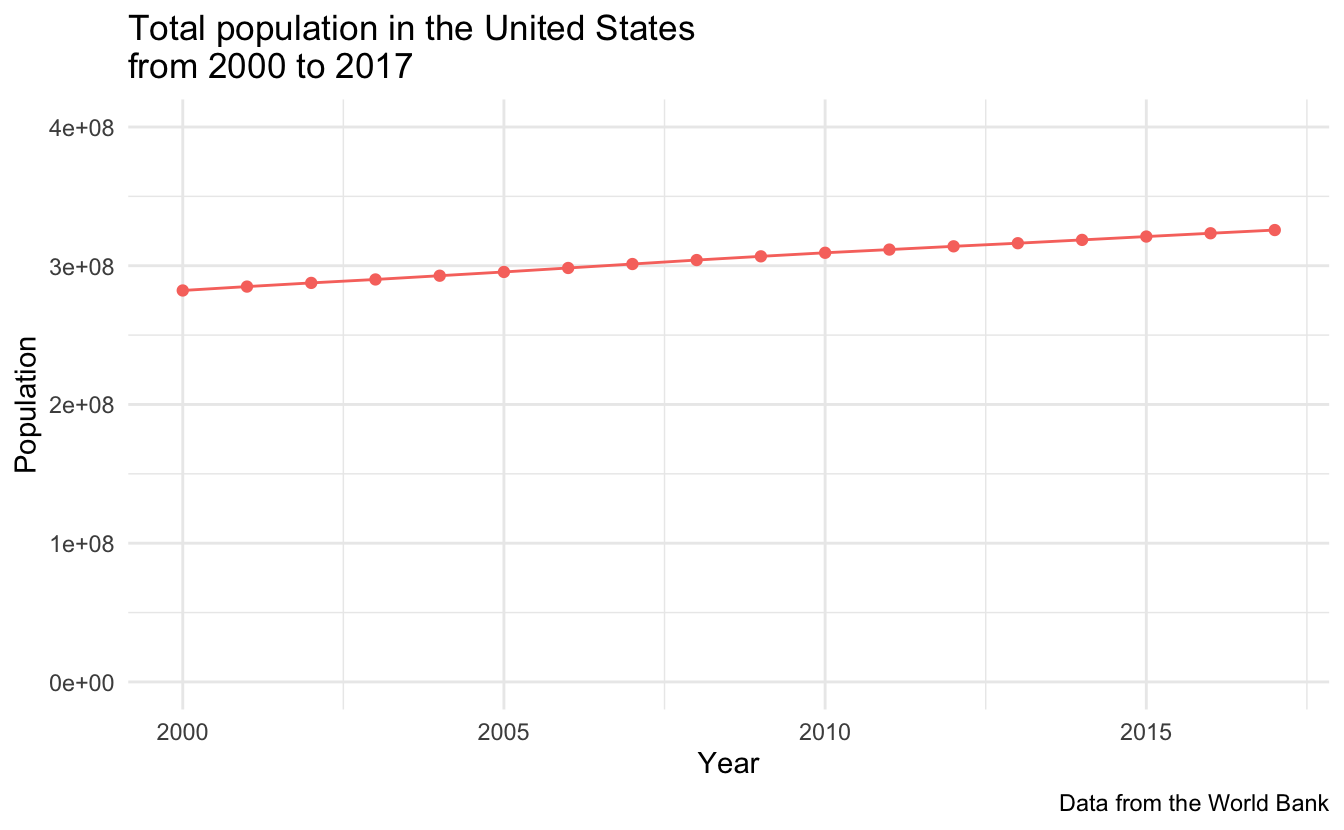 Total population in the United States
from 2000 to 2017
4e+08
3e+08
2e+08
1e+08
0e+00
Population
2000 2005 2010 2015
Year
Data from the World Bank